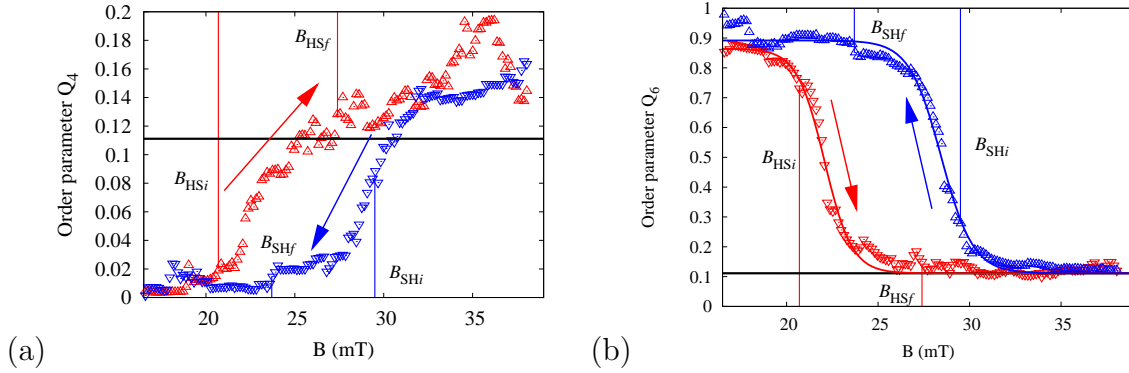 Order parameter Q4
0.2
0.18
0.16
0.14
0.12
0.1
0.08
0.06
0.04
0.02
0
BHSf
BHSi
BSHf
BSHi
20
25
30
35
B (mT)
(a)
Order parameter Q6
1
0.9
0.8
0.7
0.6
0.5
0.4
0.3
0.2
0.1
0
BSHf
BHSi
BSHi
BHSf
20
25
30
35
B (mT)
(b)